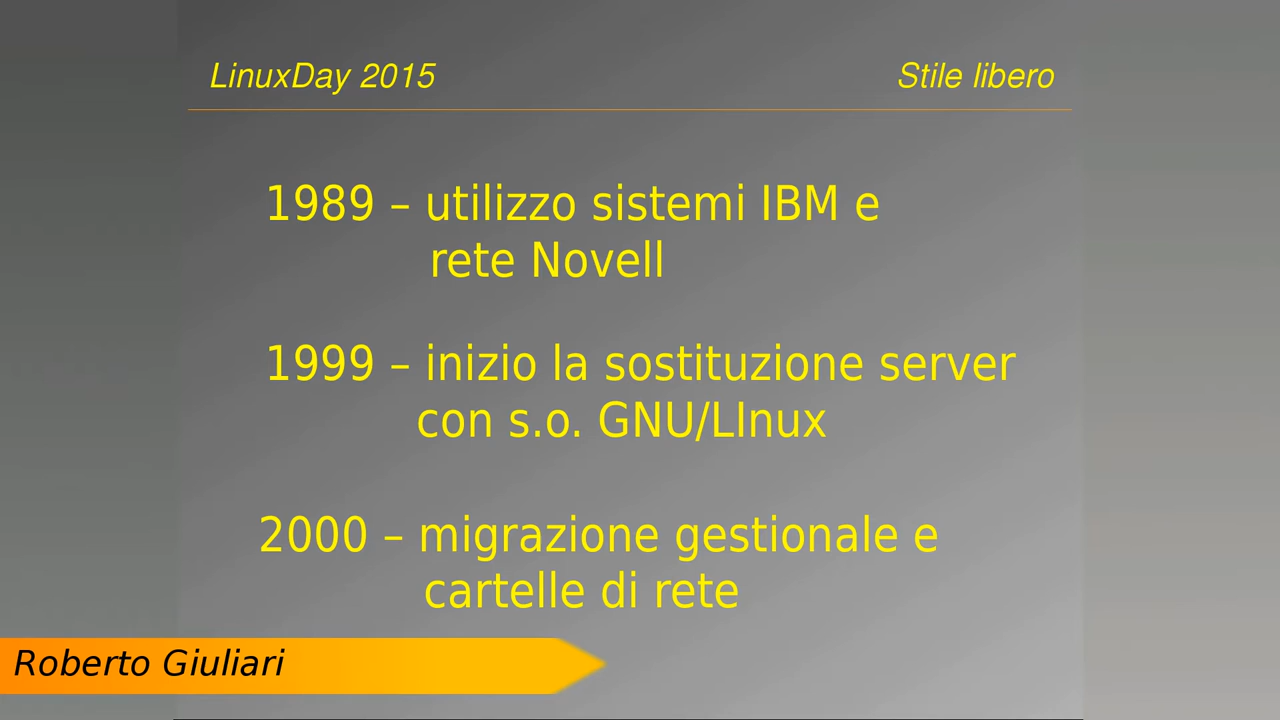 LinuxDay 2015 Stile libero
1989 – utilizzo sistemi IBM e
rete Novell
1999 – inizio la sostituzione server
con s.o. GNU/LInux
2000 – migrazione gestionale e
cartelle di rete
Roberto Giuliari